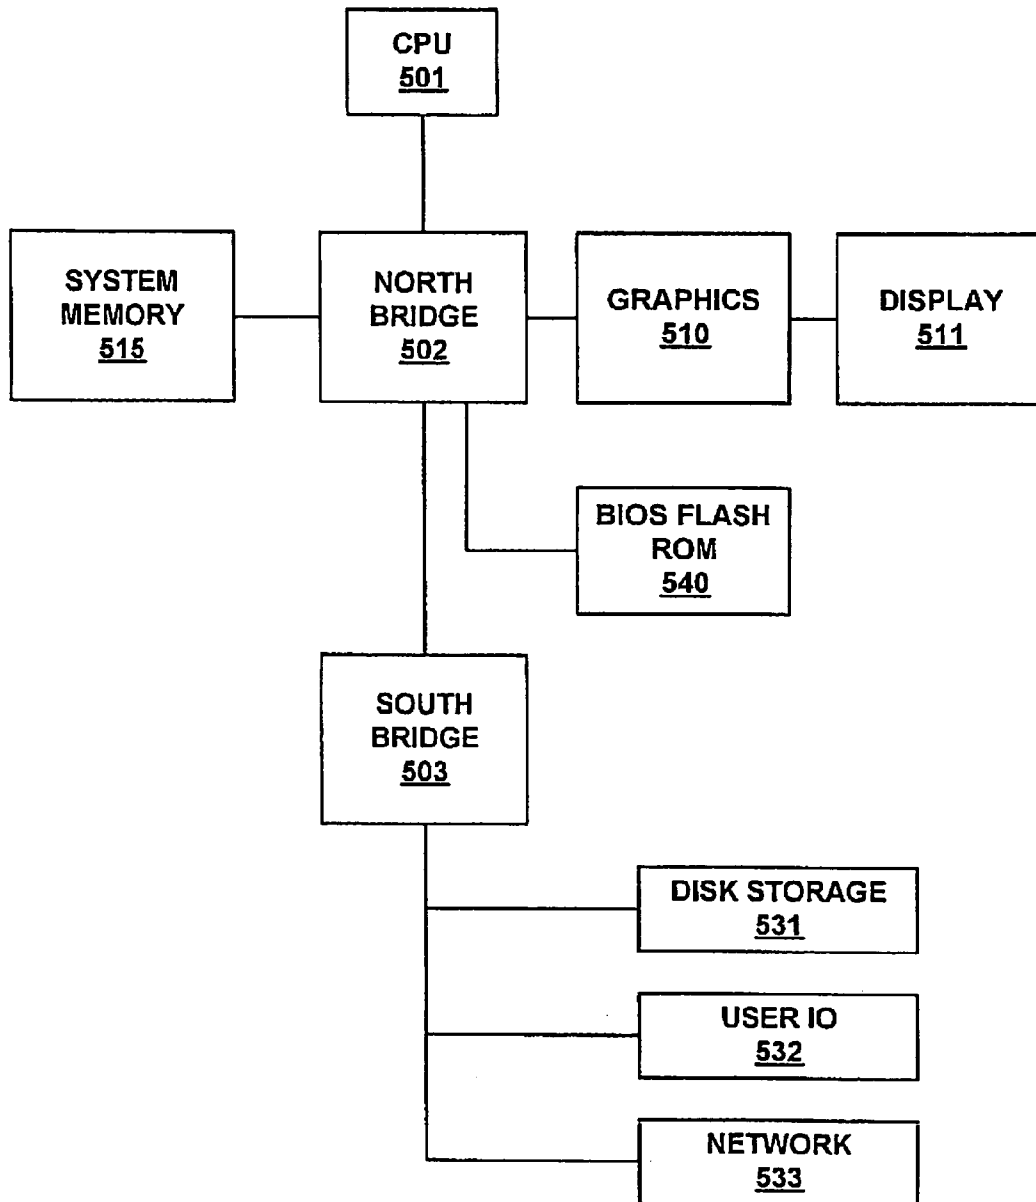 CPU
501
SYSTEM
MEMORY
515
NORTH
BRIDGE
502
GRAPHICS
510
DISPLAY
511
BIOS FLASH
ROM
540
SOUTH
BRIDGE
503
DISK STORAGE
531
USER IO
532
NETWORK
533